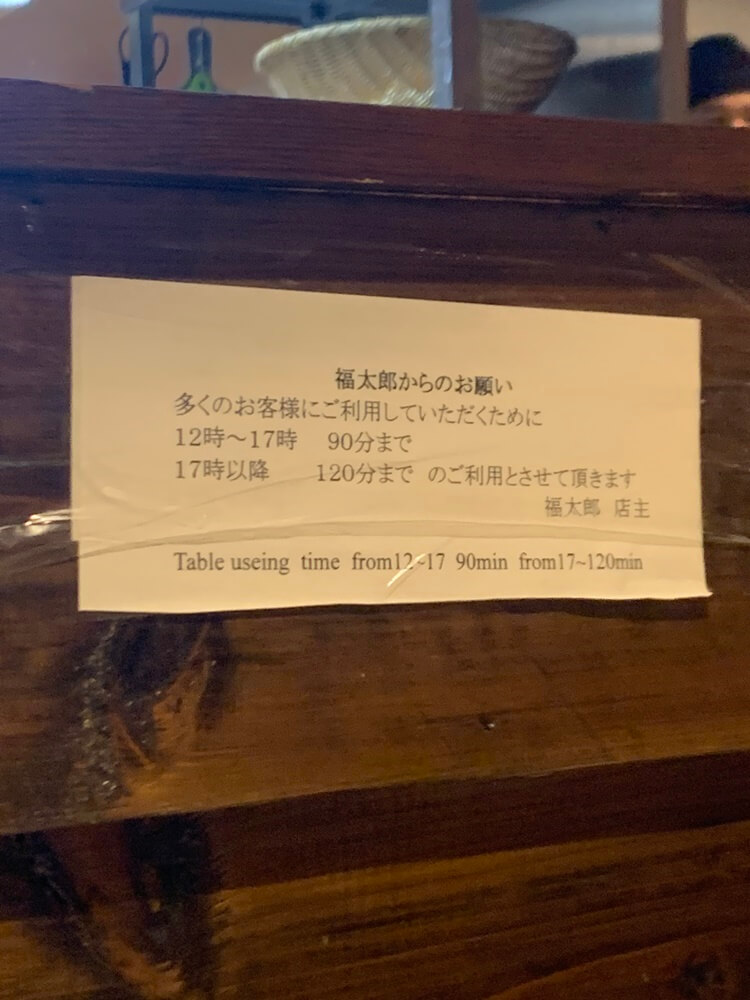 福太郎からのお願い
多くのお客様にご利用していただくために
12時～17時　90分まで
17時以降　120分まで のご利用とさせて頂きます
福太郎　店主
Table useing time from12~17 90min from17~120min